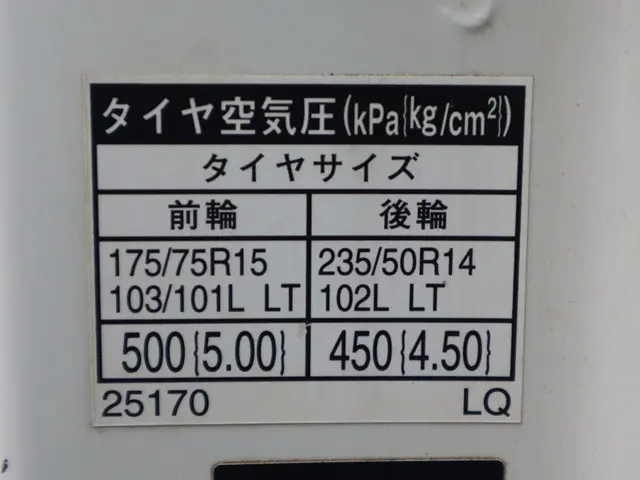 タイヤ空気圧(kPa{kg/cm²})
タイヤサイズ
前輪 後輪
175/75R15 235/50R14
103/101L LT 102L LT
500{5.00} 450{4.50}
25170 LQ